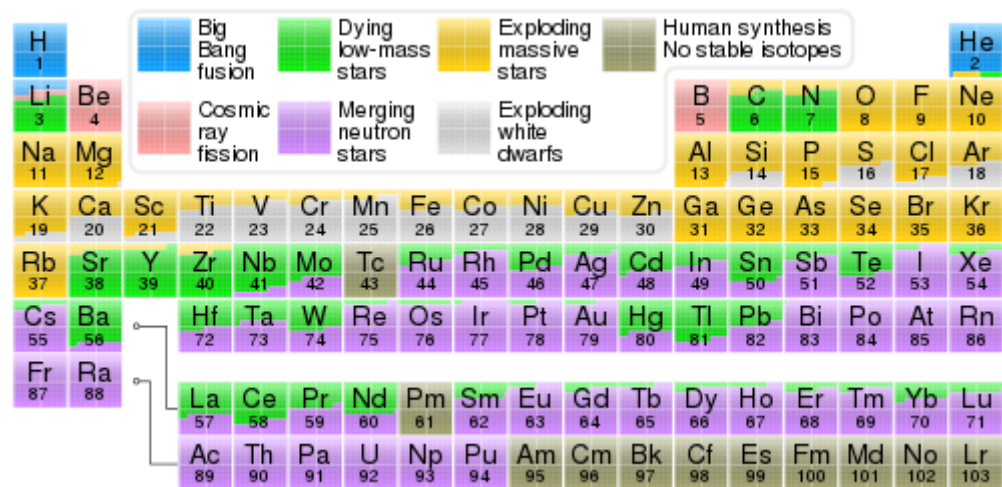 Big Bang fusion
Dying low-mass stars
Exploding massive stars
Human synthesis No stable isotopes
Cosmic ray fission
Merging neutron stars
Exploding white dwarfs
H He
1 2
Li Be B C N O F Ne
3 4 5 6 7 8 9 10
Na Mg Al Si P S Cl Ar
11 12 13 14 15 16 17 18
K Ca Sc Ti V Cr Mn Fe Co Ni Cu Zn Ga Ge As Se Br Kr
19 20 21 22 23 24 25 26 27 28 29 30 31 32 33 34 35 36
Rb Sr Y Zr Nb Mo Tc Ru Rh Pd Ag Cd In Sn Sb Te I Xe
37 38 39 40 41 42 43 44 45 46 47 48 49 50 51 52 53 54
Cs Ba Hf Ta W Re Os Ir Pt Au Hg Tl Pb Bi Po At Rn
55 56 72 73 74 75 76 77 78 79 80 81 82 83 84 85 86
Fr Ra
87 88
La Ce Pr Nd Pm Sm Eu Gd Tb Dy Ho Er Tm Yb Lu
57 58 59 60 61 62 63 64 65 66 67 68 69 70 71
Ac Th Pa U Np Pu Am Cm Bk Cf Es Fm Md No Lr
89 90 91 92 93 94 95 96 97 98 99 100 101 102 103